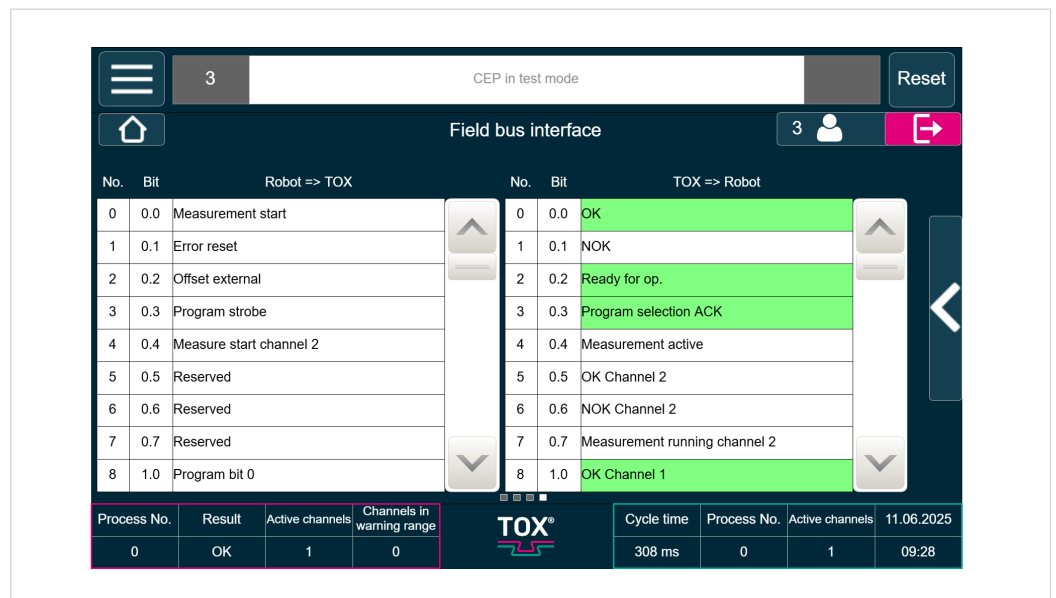 3 CEP in test mode Reset
Field bus interface 3
No. Bit Robot => TOX No. Bit TOX => Robot
0 0.0 Measurement start 0 0.0 OK
1 0.1 Error reset 1 0.1 NOK
2 0.2 Offset external 2 0.2 Ready for op.
3 0.3 Program strobe 3 0.3 Program selection ACK
4 0.4 Measure start channel 2 4 0.4 Measurement active
5 0.5 Reserved 5 0.5 OK Channel 2
6 0.6 Reserved 6 0.6 NOK Channel 2
7 0.7 Reserved 7 0.7 Measurement running channel 2
8 1.0 Program bit 0 8 1.0 OK Channel 1
Process No. Result Active channels Channels in warning range TOX® Cycle time Process No. Active channels 11.06.2025
0 OK 1 0 308 ms 0 1 09:28